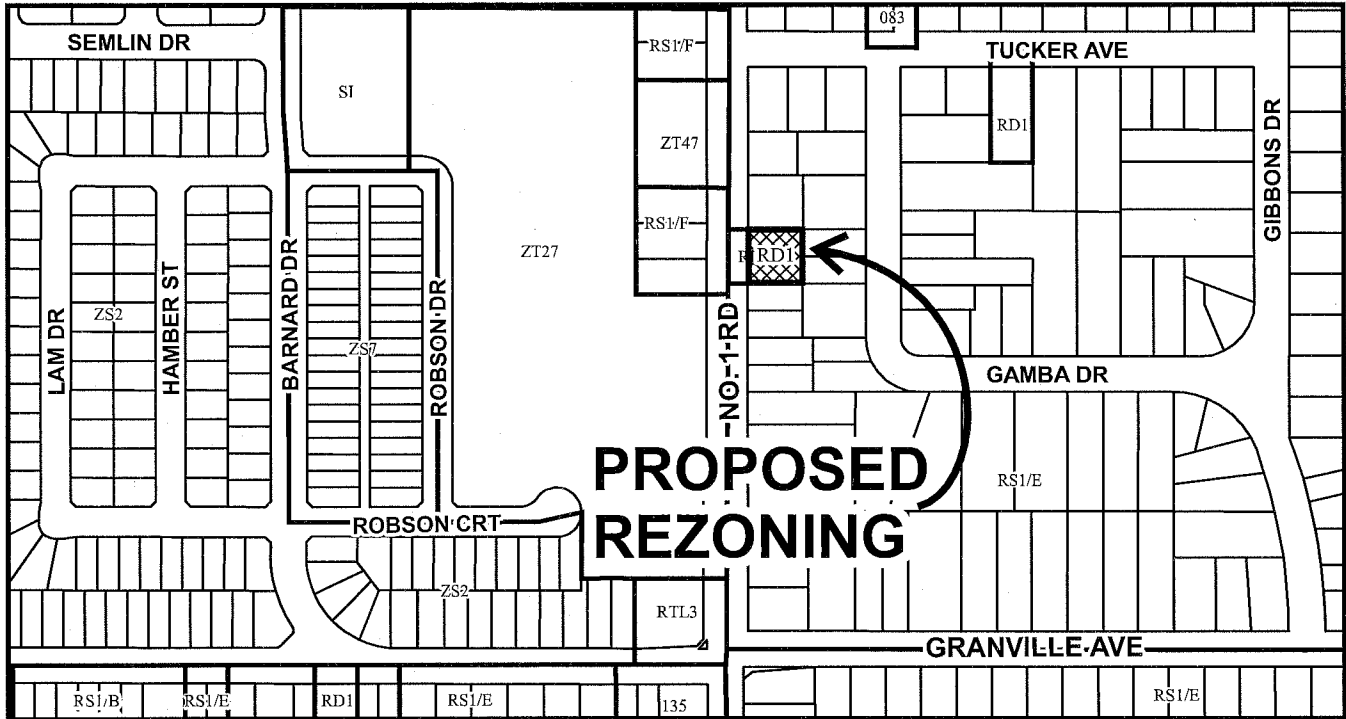 083
SEMLIN DR
RS1/F
TUCKER AVE
SI
RD1
ZT47
GIBBONS DR
RS1/F
ZT27
RD1
BARNARD DR
ROBSON DR
LAM DR
HAMBER ST
ZS2
ZS7
NO. 1 RD
GAMBA DR
PROPOSED
REZONING
RS1/E
ROBSON CRT
ZS2
RTL3
GRANVILLE AVE
RS1/B
RS1/E
RD1
RS1/E
135
RS1/E